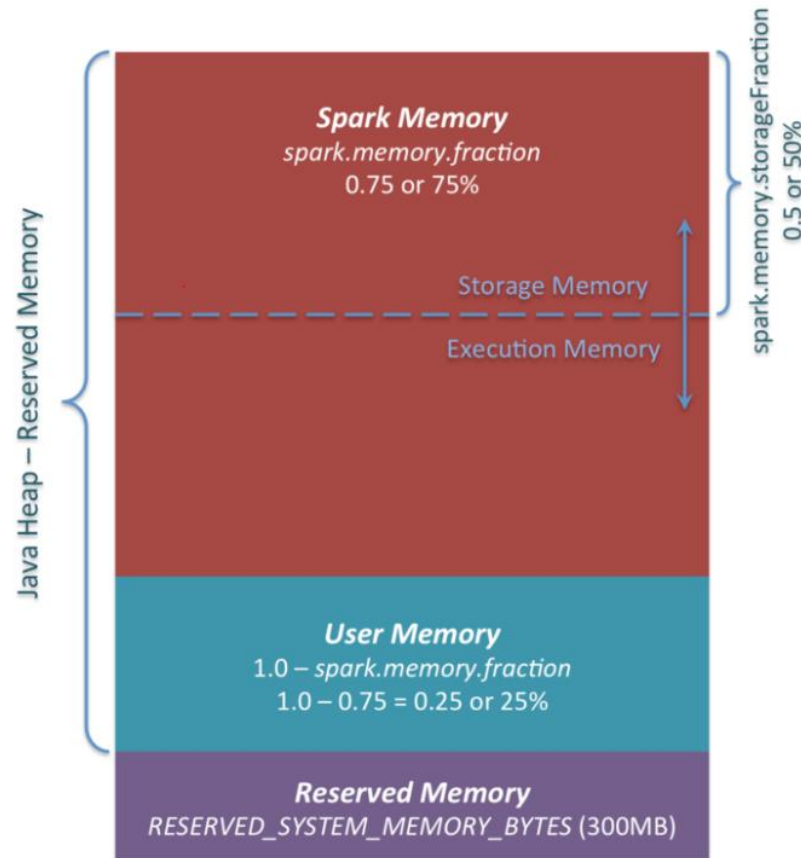 Spark Memory
spark.memory.fraction
0.75 or 75%
Storage Memory
Execution Memory
User Memory
1.0 – spark.memory.fraction
1.0 – 0.75 = 0.25 or 25%
Reserved Memory
RESERVED_SYSTEM_MEMORY_BYTES (300MB)
Java Heap – Reserved Memory
spark.memory.storageFraction
0.5 or 50%